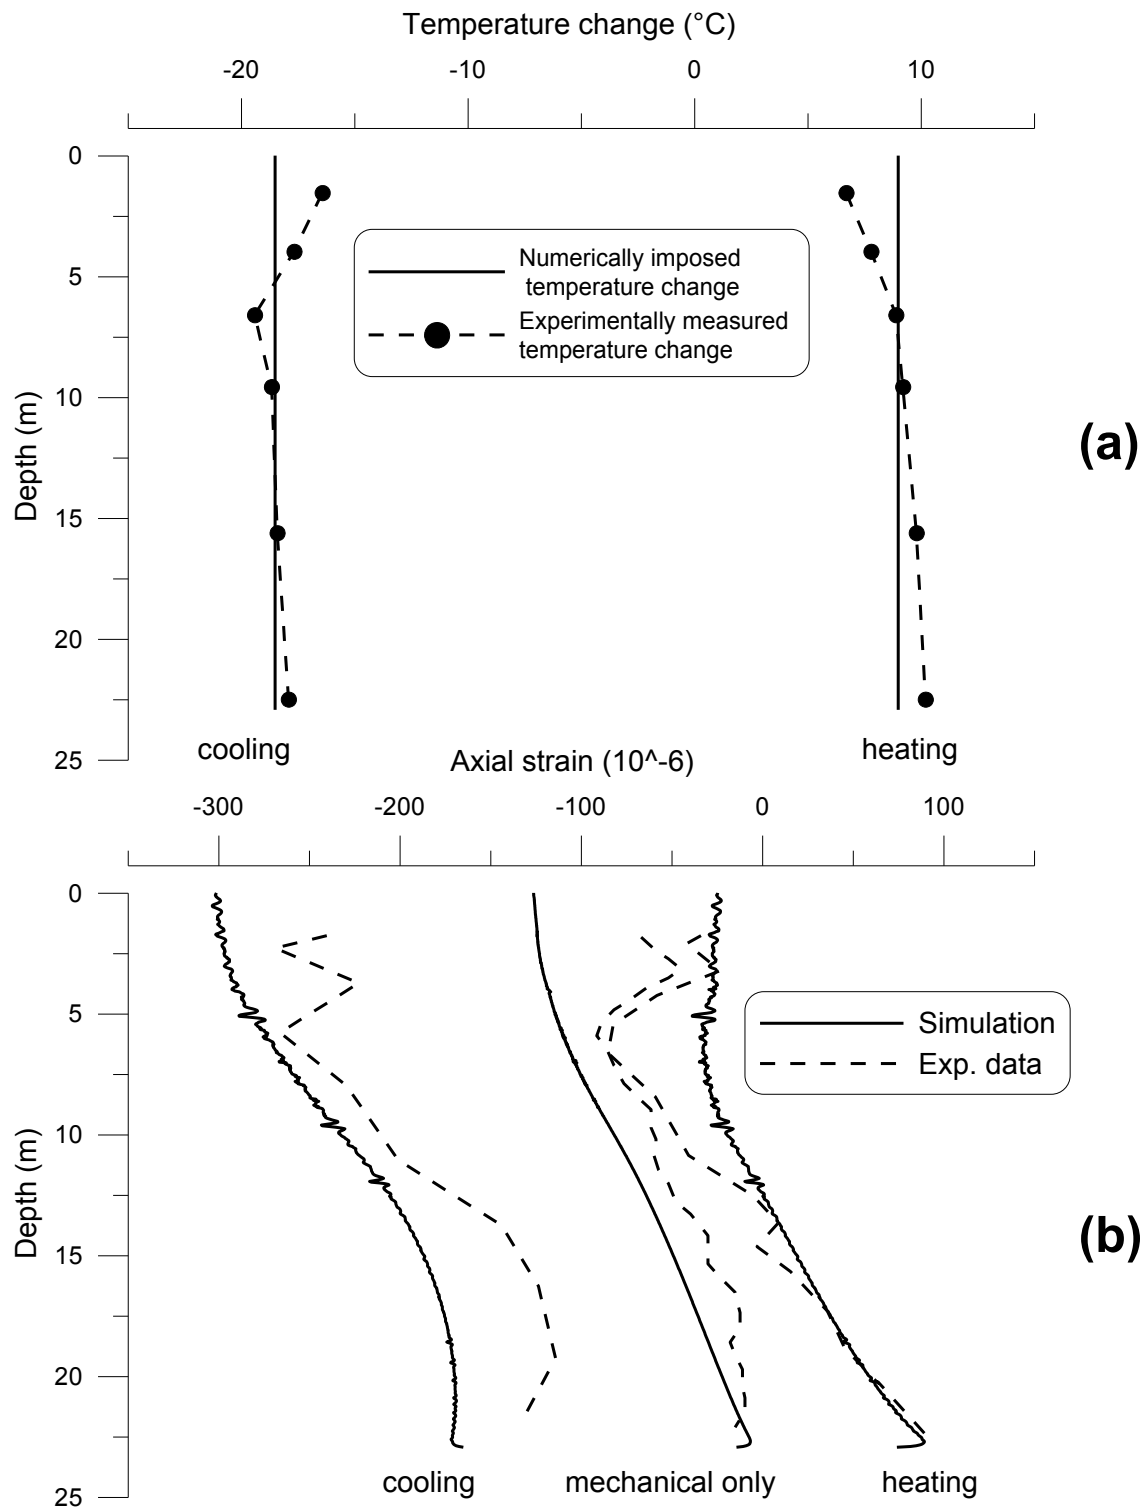 Temperature change (°C)
-20 -10 0 10
0
5
10
15
20
25
Depth (m)
Numerically imposed
temperature change
Experimentally measured
temperature change
(a)
cooling
heating
Axial strain (10^-6)
-300 -200 -100 0 100
0
5
10
15
20
25
Depth (m)
Simulation
Exp. data
(b)
cooling mechanical only heating